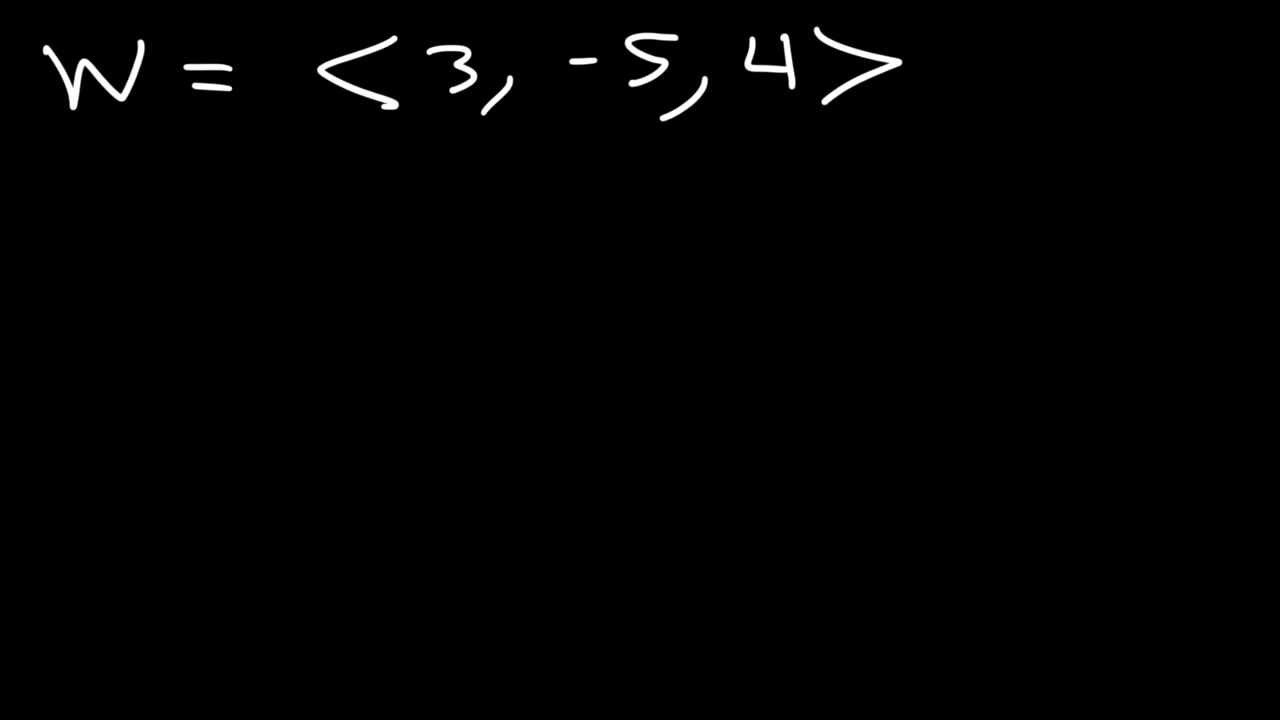 W = <3, -5, 4>